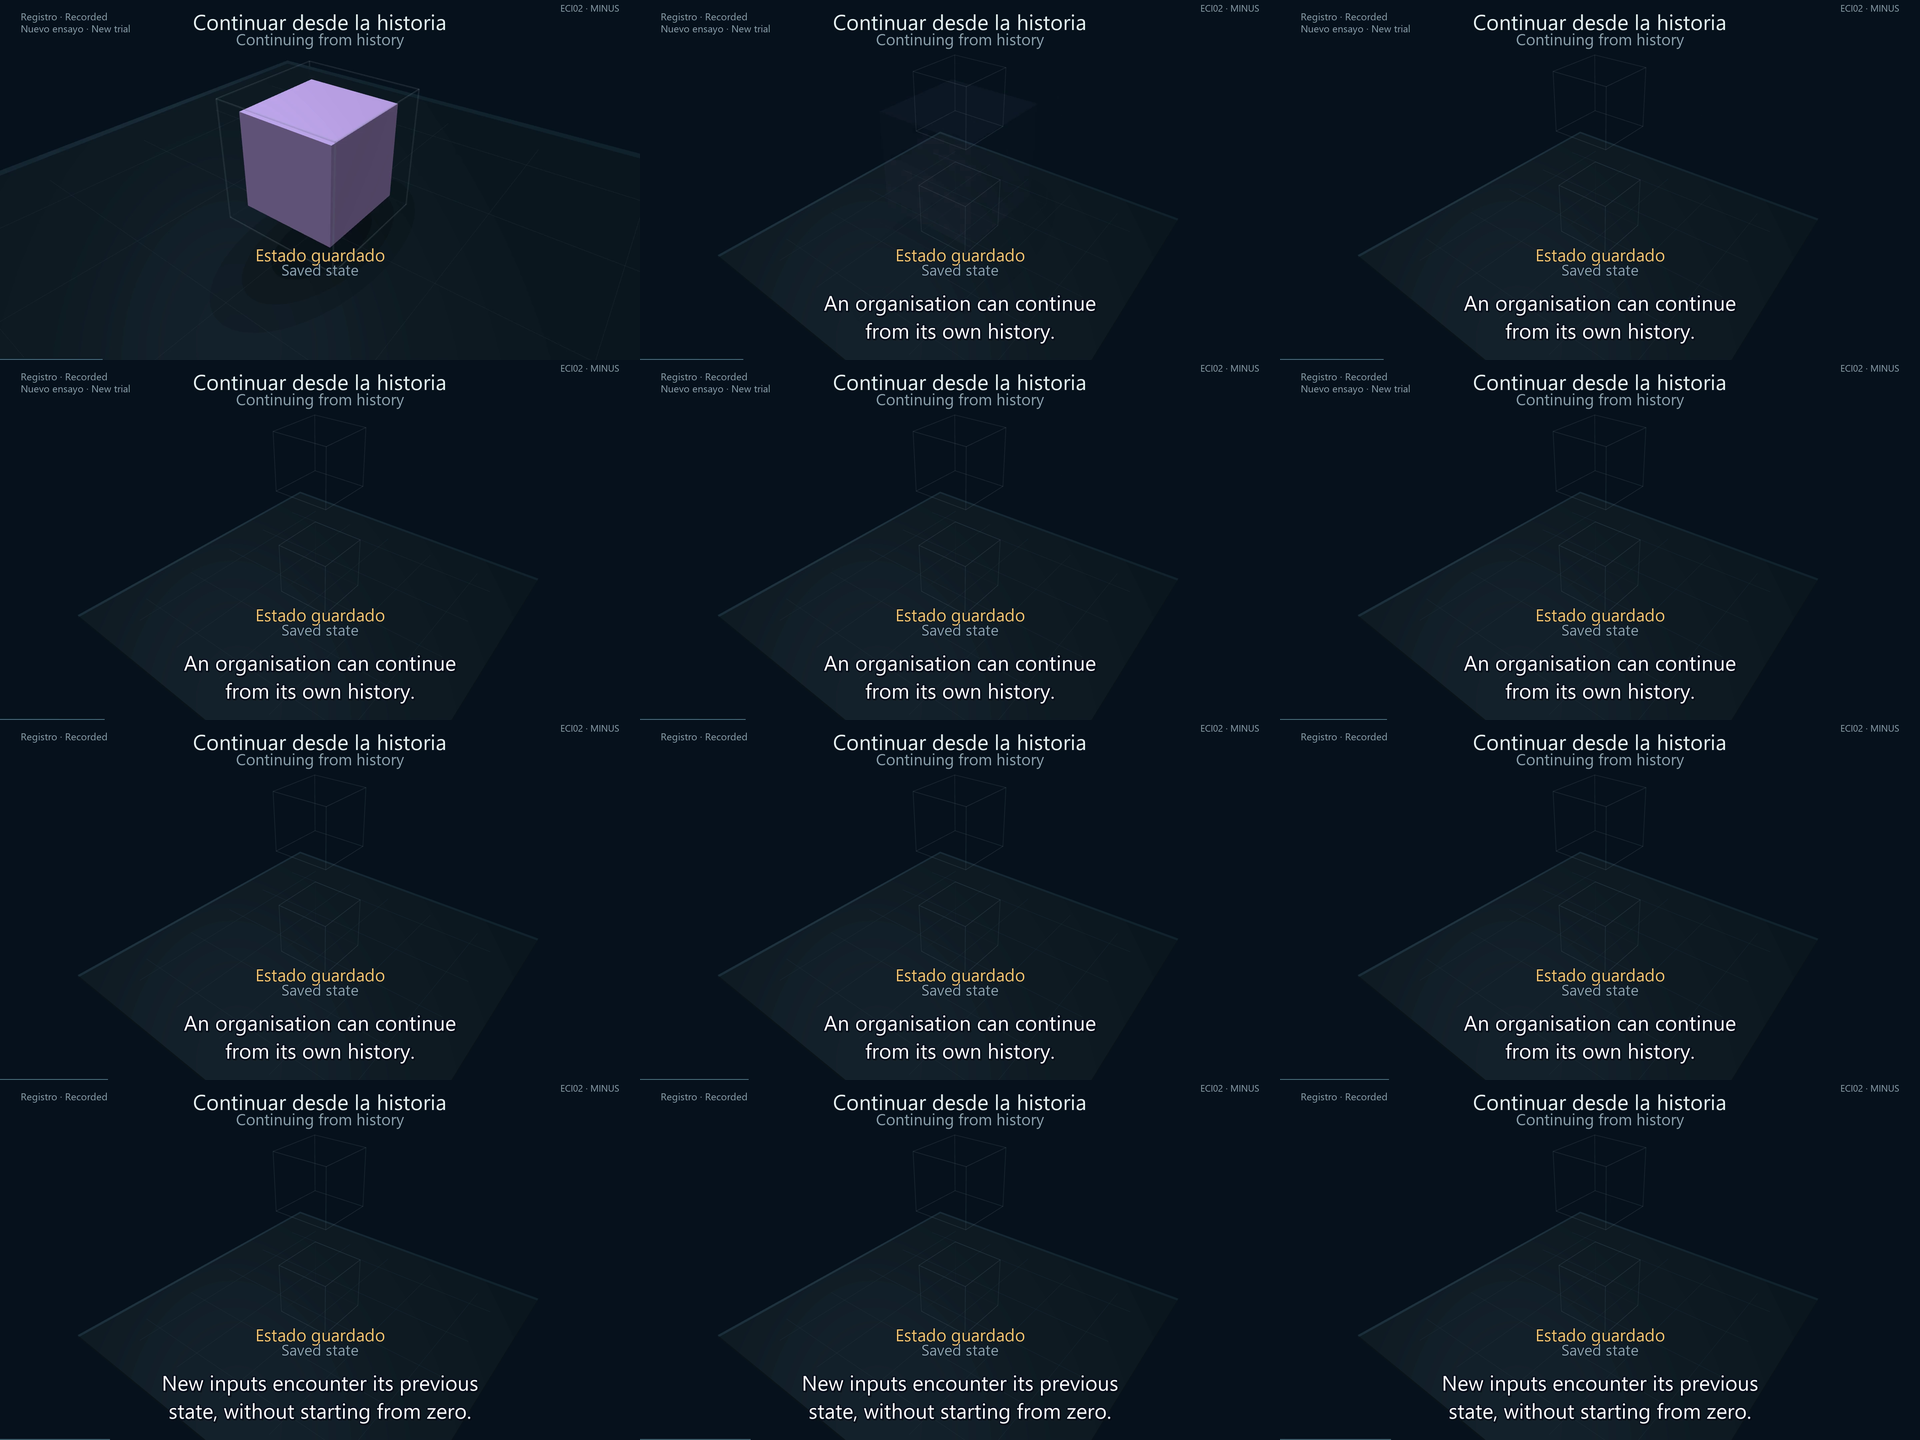 ECI02 · MINUS
Registro · Recorded
Nuevo ensayo · New trial
Continuar desde la historia
Continuing from history
Estado guardado
Saved state
ECI02 · MINUS
Registro · Recorded
Nuevo ensayo · New trial
Continuar desde la historia
Continuing from history
Estado guardado
Saved state
An organisation can continue
from its own history.
ECI02 · MINUS
Registro · Recorded
Nuevo ensayo · New trial
Continuar desde la historia
Continuing from history
Estado guardado
Saved state
An organisation can continue
from its own history.
ECI02 · MINUS
Registro · Recorded
Nuevo ensayo · New trial
Continuar desde la historia
Continuing from history
Estado guardado
Saved state
An organisation can continue
from its own history.
ECI02 · MINUS
Registro · Recorded
Nuevo ensayo · New trial
Continuar desde la historia
Continuing from history
Estado guardado
Saved state
An organisation can continue
from its own history.
ECI02 · MINUS
Registro · Recorded
Nuevo ensayo · New trial
Continuar desde la historia
Continuing from history
Estado guardado
Saved state
An organisation can continue
from its own history.
ECI02 · MINUS
Registro · Recorded
Continuar desde la historia
Continuing from history
Estado guardado
Saved state
An organisation can continue
from its own history.
ECI02 · MINUS
Registro · Recorded
Continuar desde la historia
Continuing from history
Estado guardado
Saved state
An organisation can continue
from its own history.
ECI02 · MINUS
Registro · Recorded
Continuar desde la historia
Continuing from history
Estado guardado
Saved state
An organisation can continue
from its own history.
ECI02 · MINUS
Registro · Recorded
Continuar desde la historia
Continuing from history
Estado guardado
Saved state
New inputs encounter its previous
state, without starting from zero.
ECI02 · MINUS
Registro · Recorded
Continuar desde la historia
Continuing from history
Estado guardado
Saved state
New inputs encounter its previous
state, without starting from zero.
ECI02 · MINUS
Registro · Recorded
Continuar desde la historia
Continuing from history
Estado guardado
Saved state
New inputs encounter its previous
state, without starting from zero.